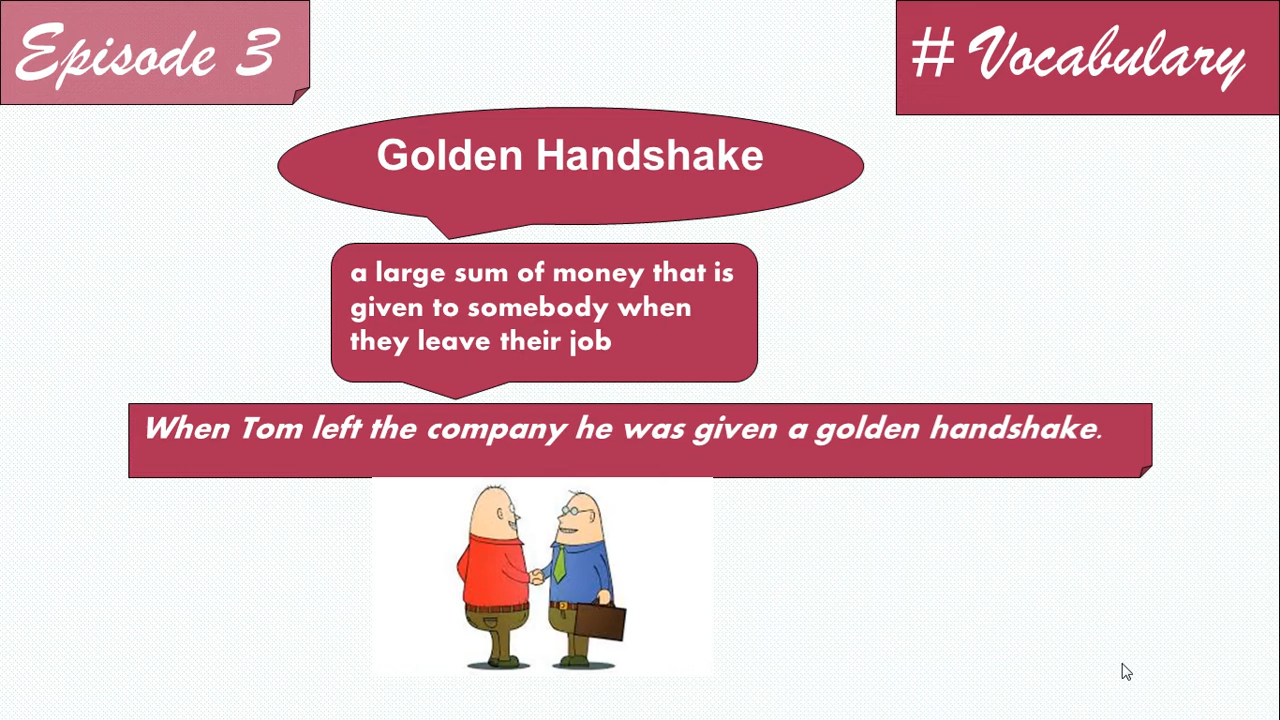 Episode 3
# Vocabulary
Golden Handshake
a large sum of money that is
given to somebody when
they leave their job
When Tom left the company he was given a golden handshake.